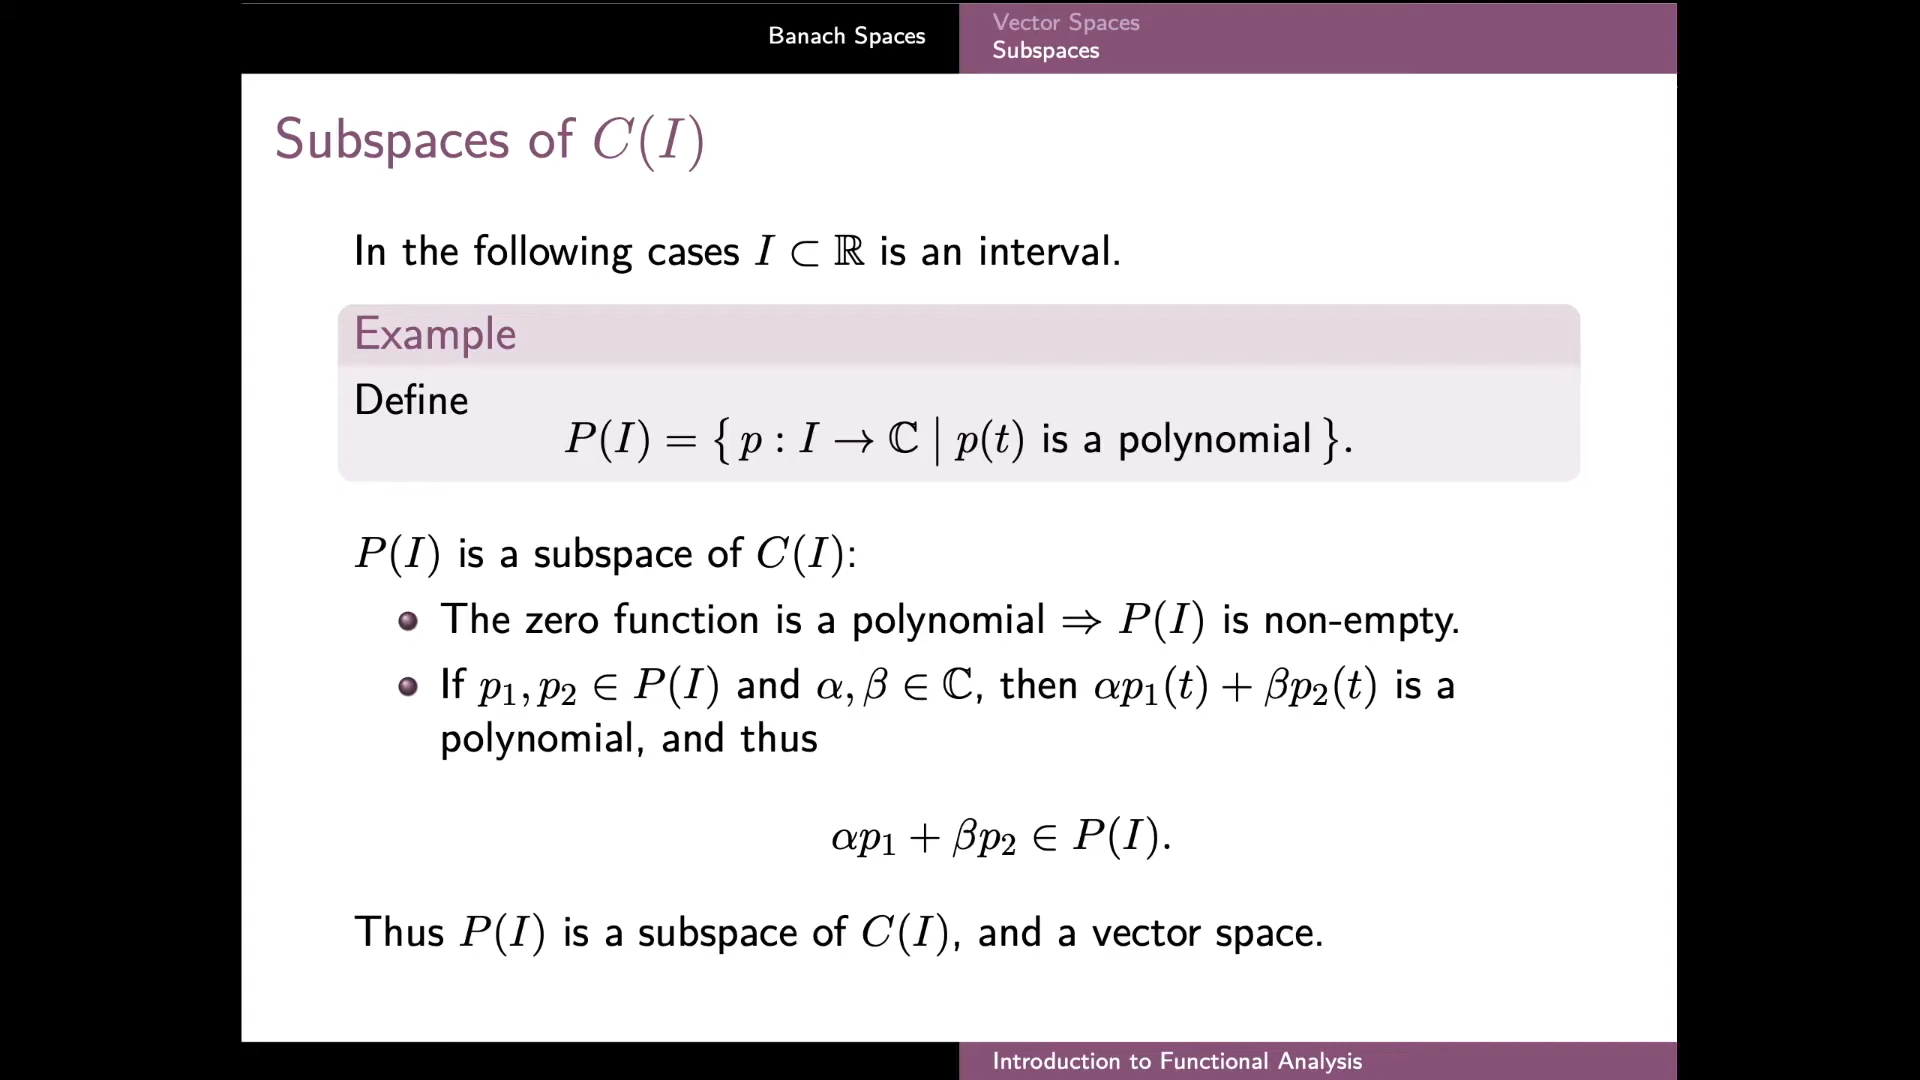 Banach Spaces
Vector Spaces
Subspaces
Subspaces of C(I)
In the following cases I ⊂ ℝ is an interval.
Example
Define
P(I) = { p : I → ℂ | p(t) is a polynomial }.
P(I) is a subspace of C(I):
The zero function is a polynomial ⇒ P(I) is non-empty.
If p₁, p₂ ∈ P(I) and α, β ∈ ℂ, then αp₁(t) + βp₂(t) is a
polynomial, and thus
αp₁ + βp₂ ∈ P(I).
Thus P(I) is a subspace of C(I), and a vector space.
Introduction to Functional Analysis